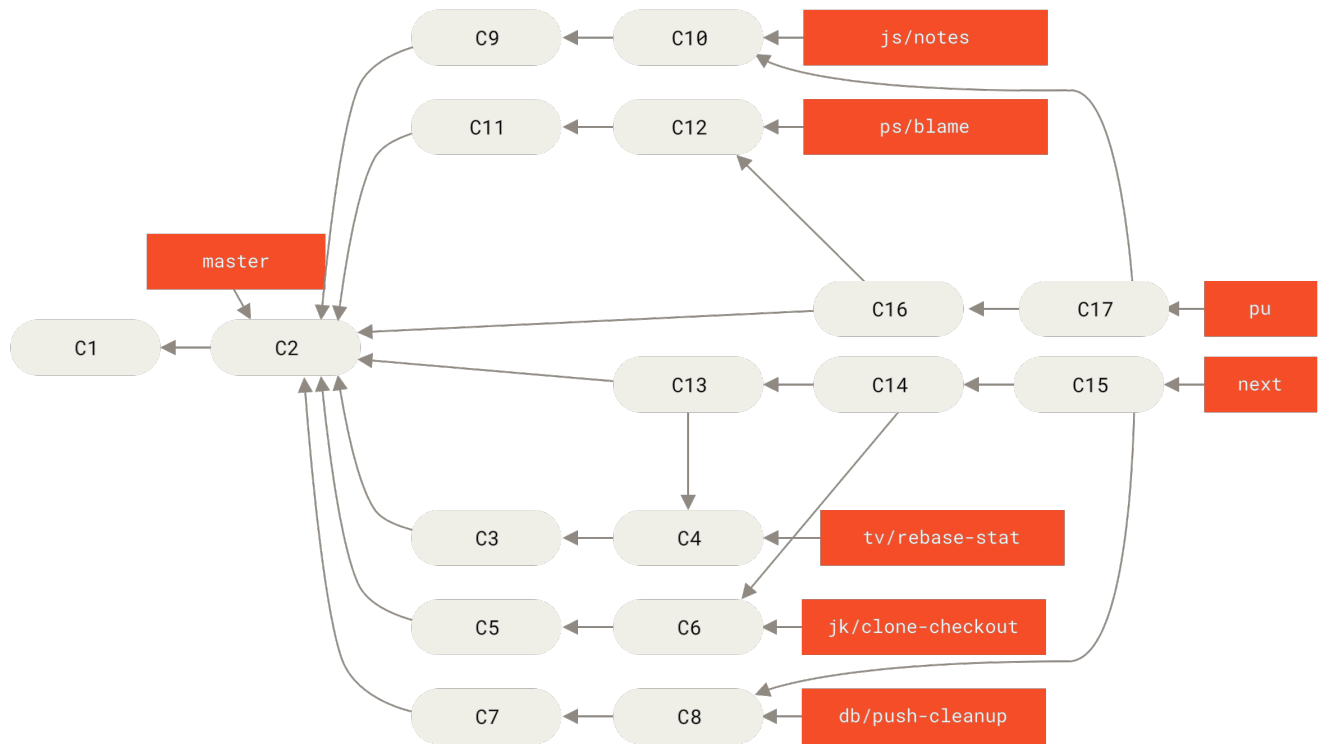 C9 C10 js/notes
C11 C12 ps/blame
master
C16 C17 pu
C1 C2
C13 C14 C15 next
C3 C4 tv/rebase-stat
C5 C6 jk/clone-checkout
C7 C8 db/push-cleanup